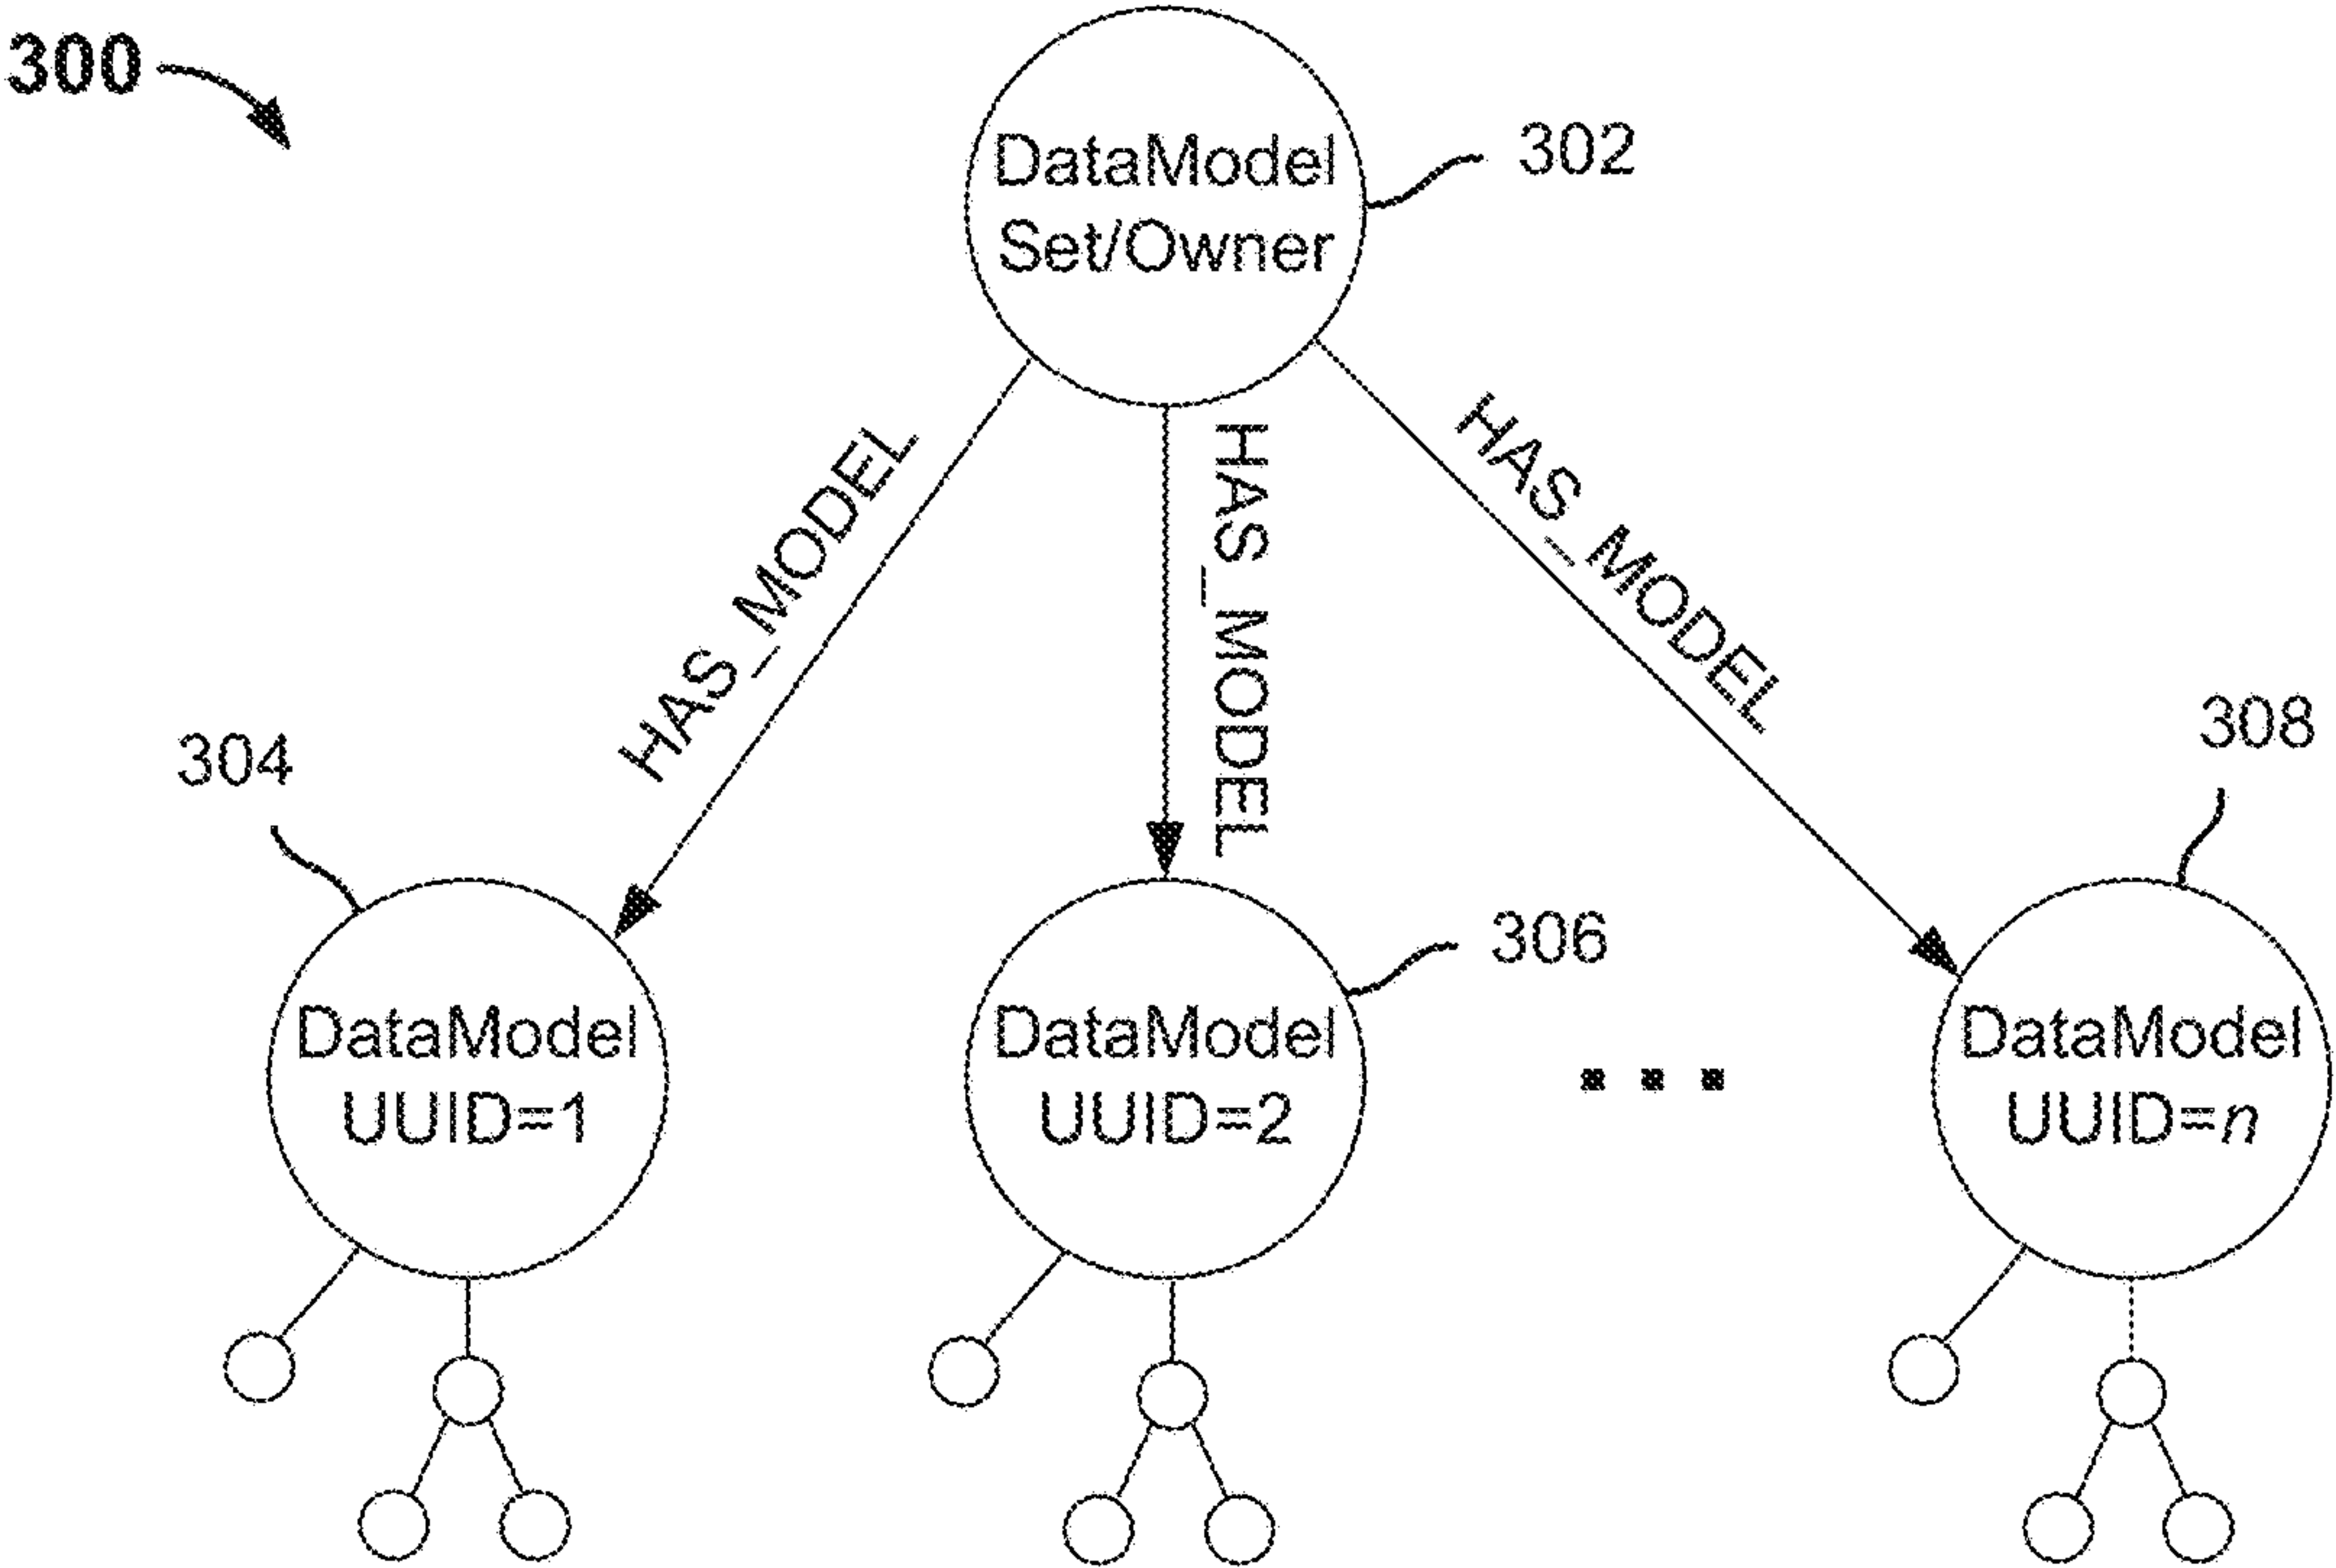 300
DataModel
Set/Owner
302
HAS_MODEL
HAS_MODEL
HAS_MODEL
304
308
306
DataModel
UUID=1
DataModel
UUID=2
DataModel
UUID=n